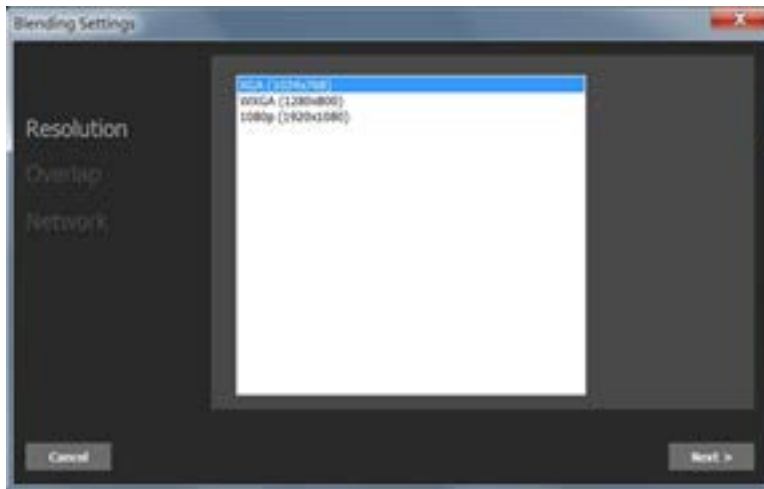 Blending Settings
XGA (1024x768)
WXGA (1280x800)
1080p (1920x1080)
Resolution
Overlap
Network
Cancel
Next >